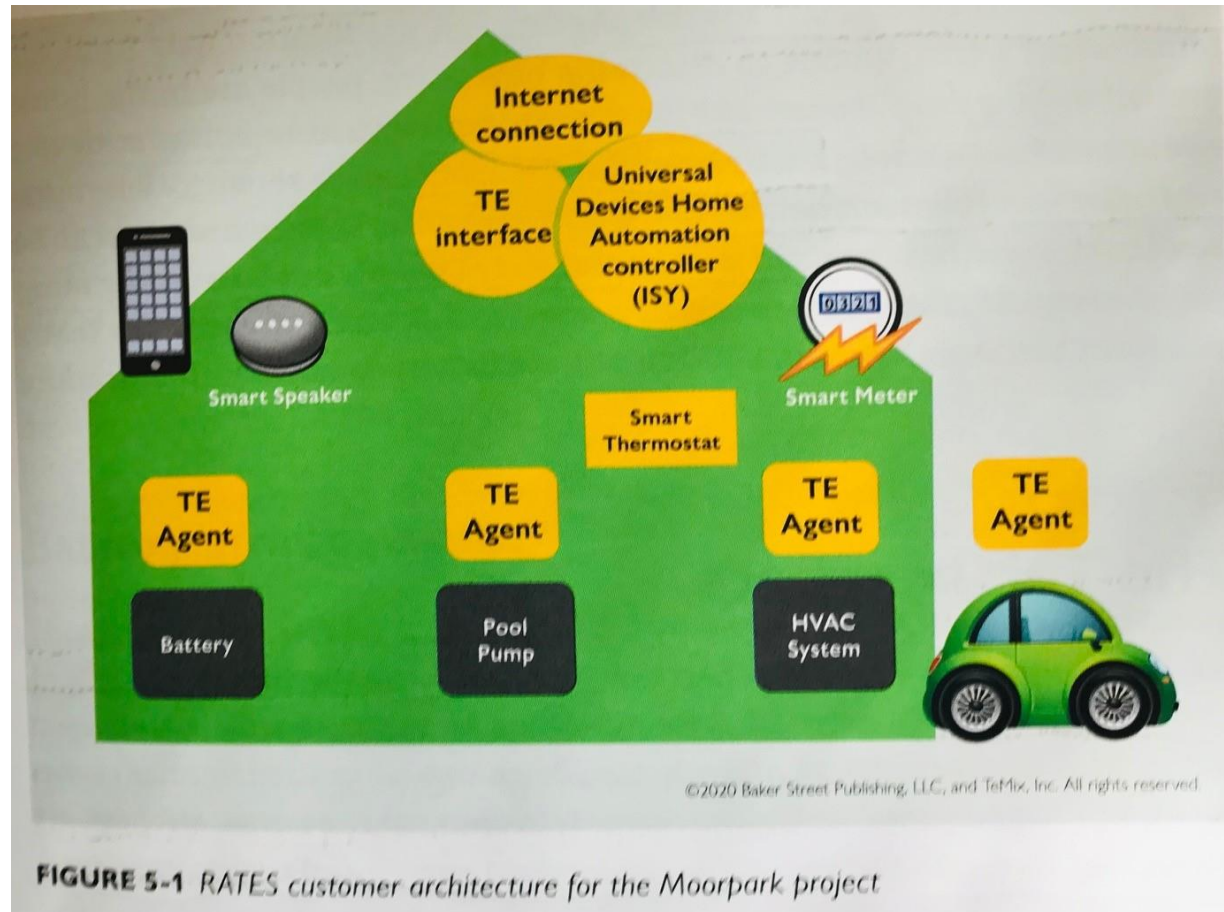 Internet
connection
TE
interface
Universal
Devices Home
Automation
controller
(ISY)
0321
Smart Speaker
Smart Meter
Smart
Thermostat
TE
Agent
TE
Agent
TE
Agent
TE
Agent
Battery
Pool
Pump
HVAC
System
©2020 Baker Street Publishing, LLC, and TeMix, Inc. All rights reserved.
FIGURE 5-1 RATES customer architecture for the Moorpark project